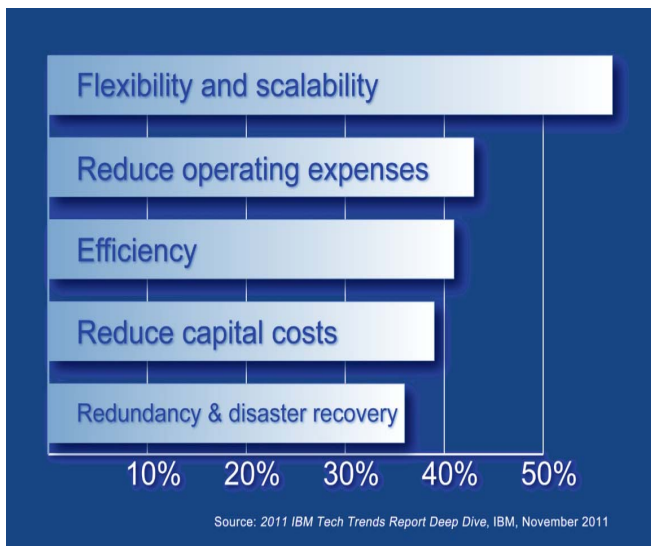 Flexibility and scalability
Reduce operating expenses
Efficiency
Reduce capital costs
Redundancy & disaster recovery
10% 20% 30% 40% 50%
Source: 2011 IBM Tech Trends Report Deep Dive, IBM, November 2011